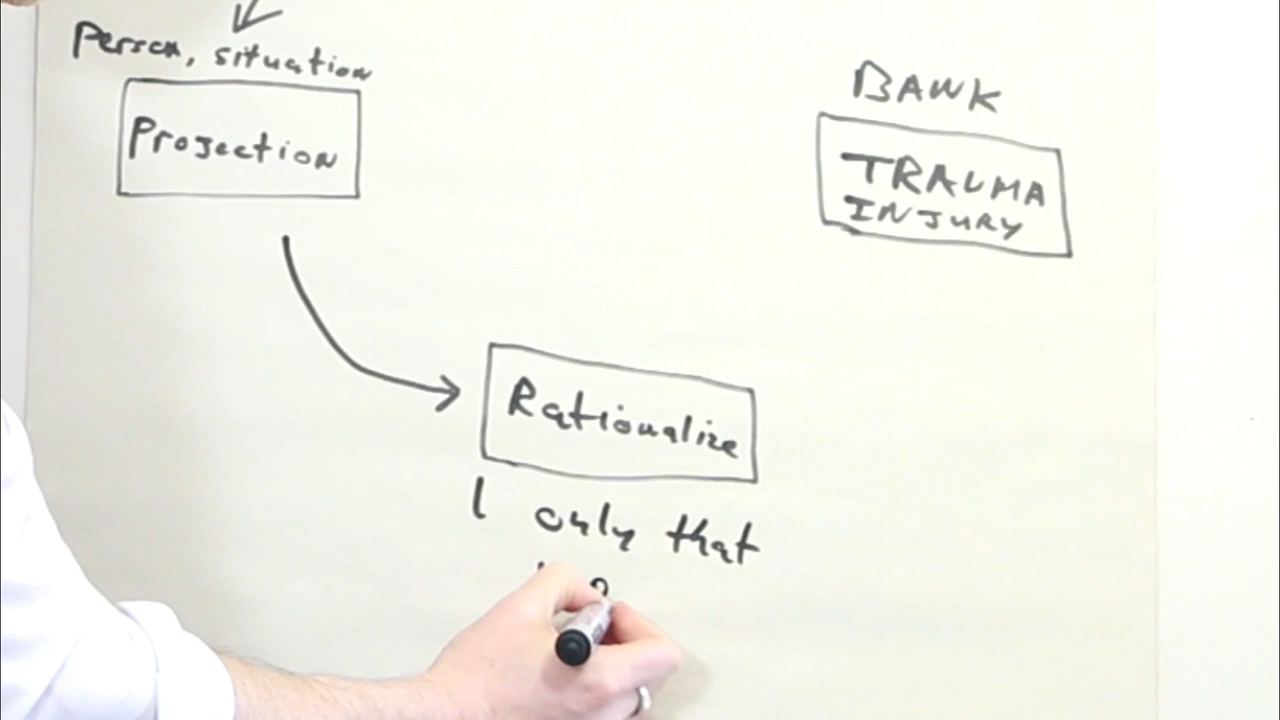 Person, situation
Projection
BANK
TRAUMA
INJURY
Rationalize
I only that